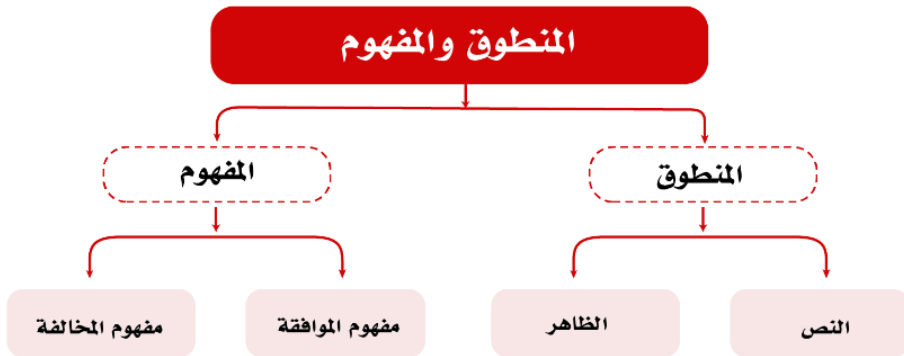 المنطوق والمفهوم
المنطوق
المفهوم
النص
الظاهر
مفهوم الموافقة
مفهوم المخالفة